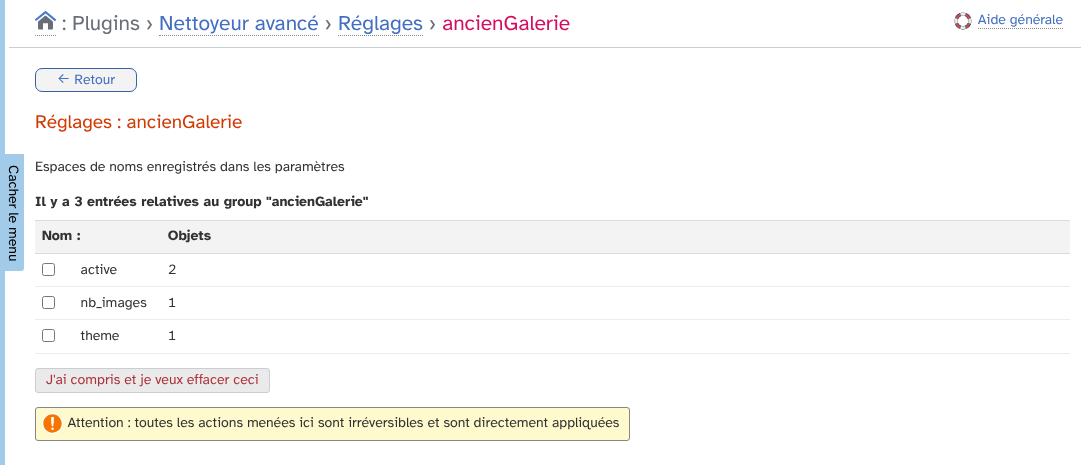 : Plugins › Nettoyeur avancé › Réglages › ancienGalerie
Aide générale
← Retour
Réglages : ancienGalerie
Cacher le menu
Espaces de noms enregistrés dans les paramètres
Il y a 3 entrées relatives au group "ancienGalerie"
Nom : Objets
active 2
nb_images 1
theme 1
J'ai compris et je veux effacer ceci
! Attention : toutes les actions menées ici sont irréversibles et sont directement appliquées